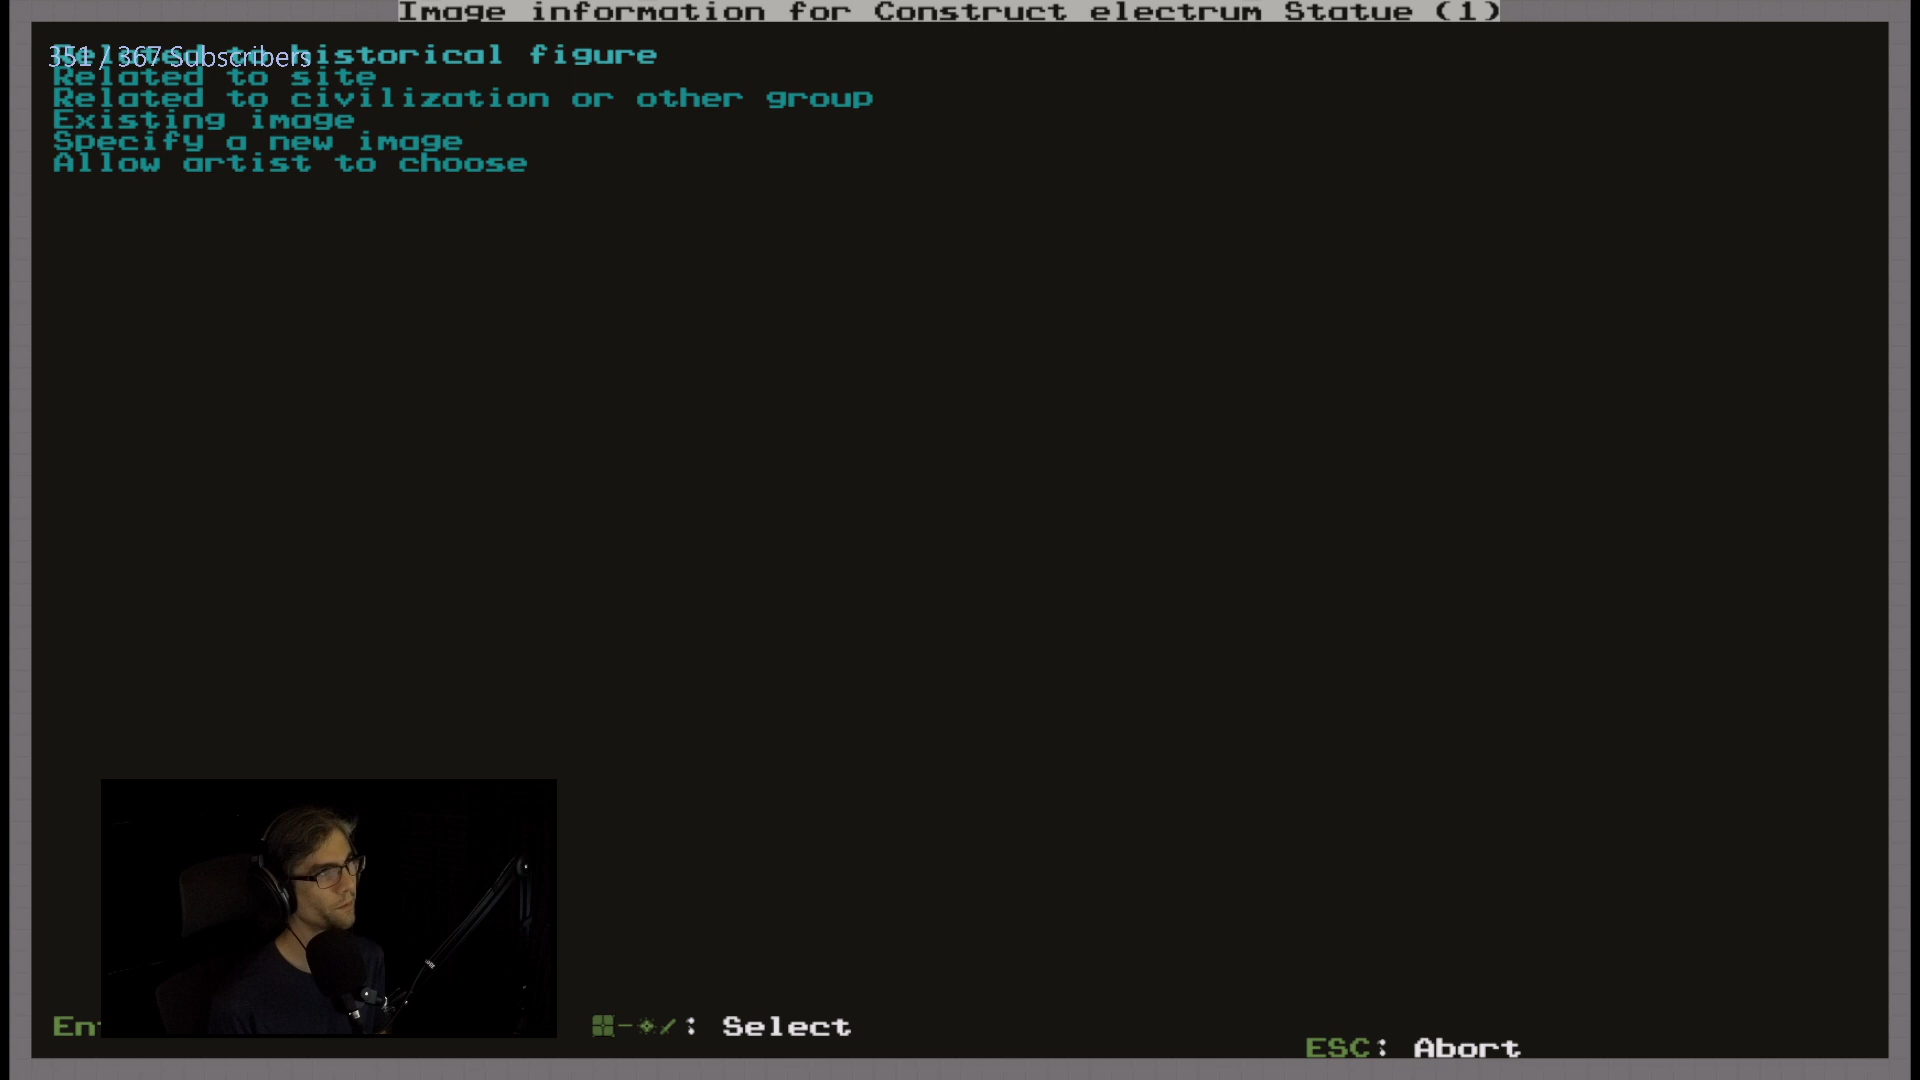 Image information for Construct electrum Statue (1)
351 / 367 Subscribers
Related to historical figure
Related to site
Related to civilization or other group
Existing image
Specify a new image
Allow artist to choose
: Select
ESC: Abort